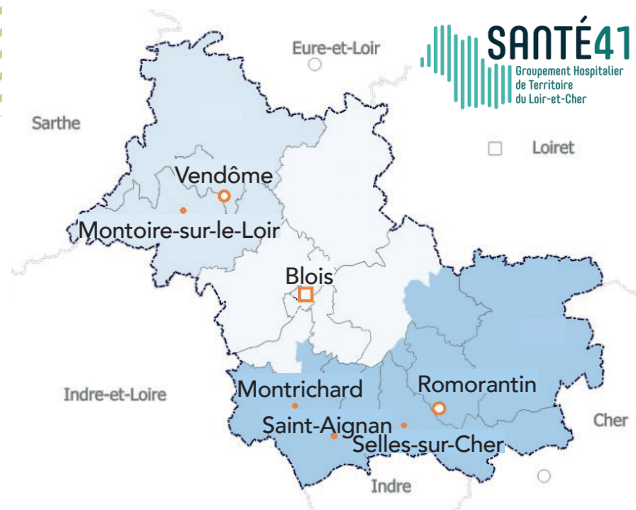 SANTÉ41
Groupement Hospitalier
de Territoire
du Loir-et-Cher
Eure-et-Loir
Sarthe
Loiret
Vendôme
Montoire-sur-le-Loir
Blois
Indre-et-Loire
Montrichard
Romorantin
Saint-Aignan
Selles-sur-Cher
Cher
Indre